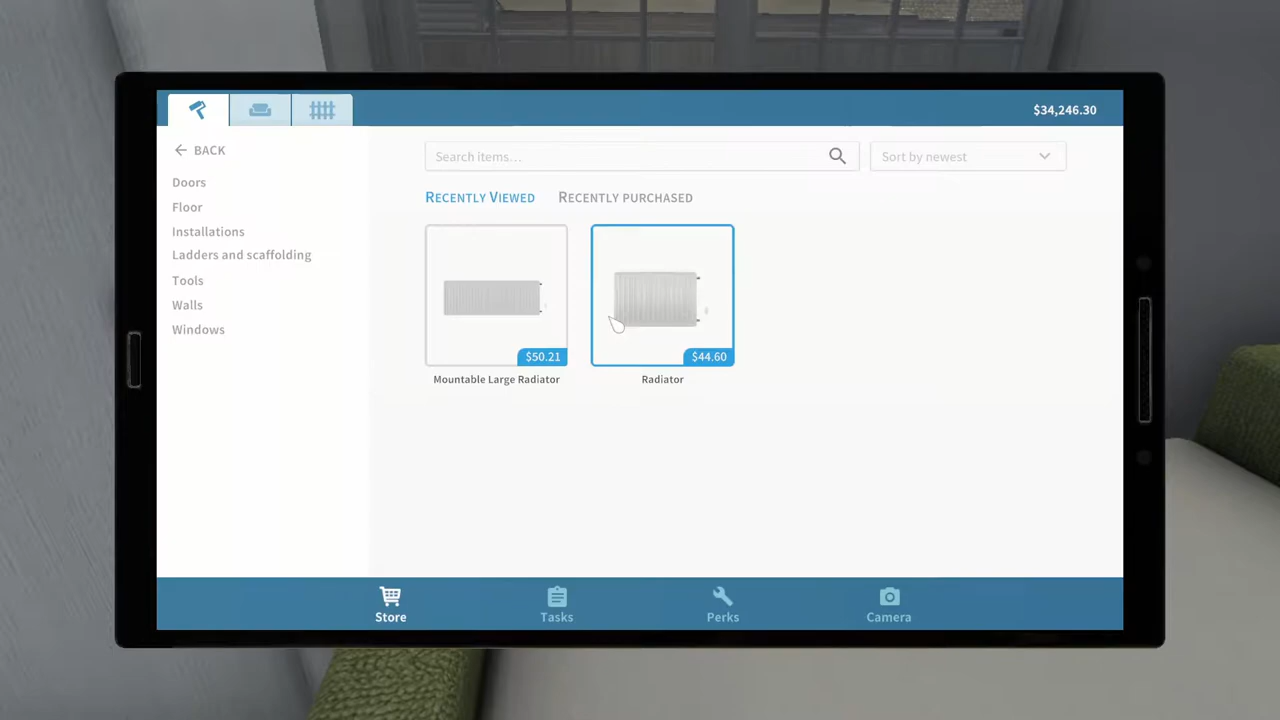 $34,246.30
BACK
Doors
Floor
Installations
Ladders and scaffolding
Tools
Walls
Windows
Search items...
Sort by newest
RECENTLY VIEWED
RECENTLY PURCHASED
$50.21
Mountable Large Radiator
$44.60
Radiator
Store
Tasks
Perks
Camera